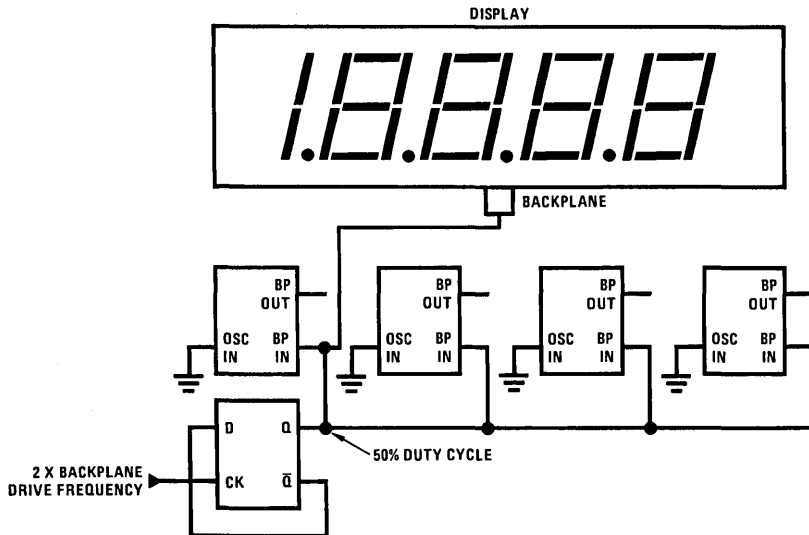 DISPLAY
1.8.8.8.8
BACKPLANE
BP
OUT
OSC
IN
BP
IN
BP
OUT
OSC
IN
BP
IN
BP
OUT
OSC
IN
BP
IN
BP
OUT
OSC
IN
BP
IN
D
Q
50% DUTY CYCLE
2 X BACKPLANE
DRIVE FREQUENCY
CK
Q̅